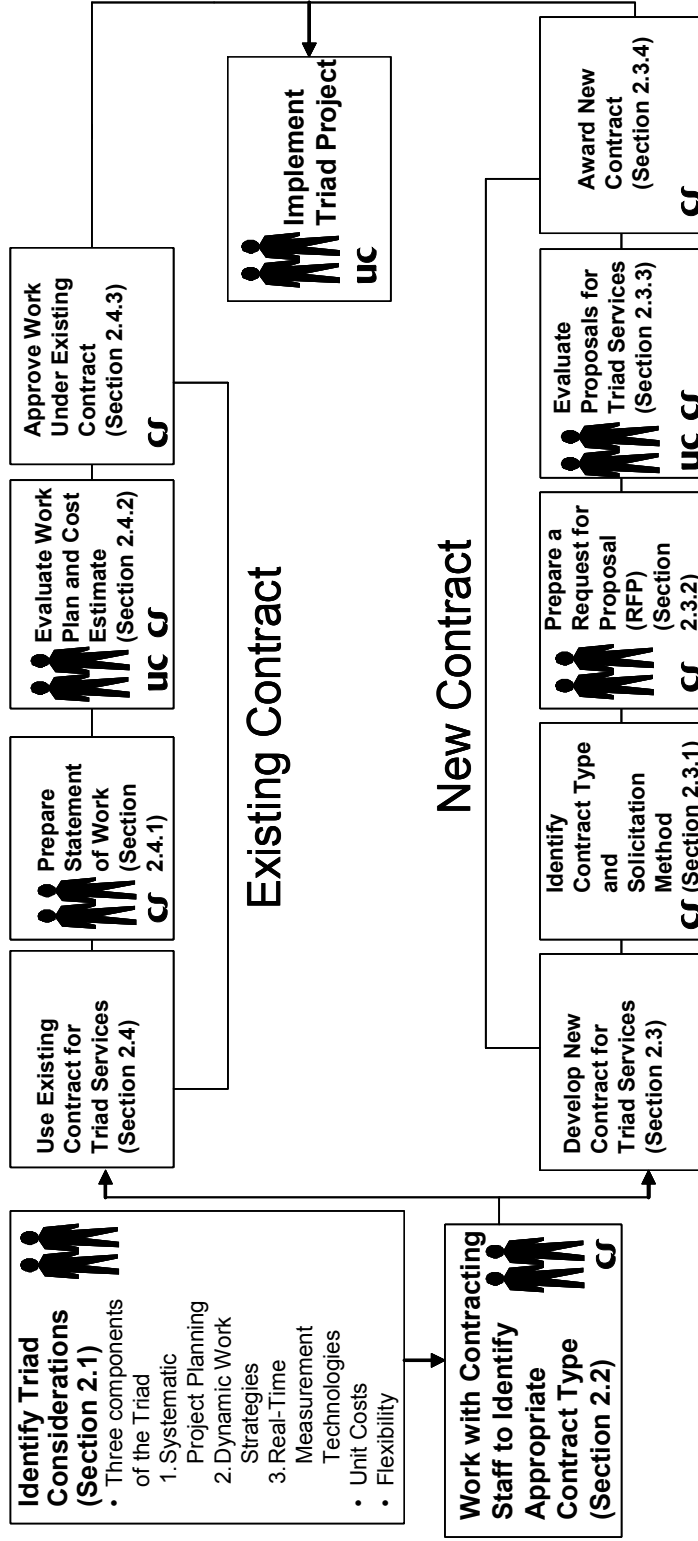 Identify Triad
Considerations
(Section 2.1)
• Three components
of the Triad
1.Systematic
Project Planning
2.Dynamic Work
Strategies
3.Real-Time
Measurement
Technologies
• Unit Costs
• Flexibility
Work with Contracting
Staff to Identify
Appropriate
Contract Type
(Section 2.2)
CS
Use Existing
Contract for
Triad Services
(Section 2.4)
Prepare
Statement
of Work
(Section
2.4.1)
CS
Evaluate Work
Plan and Cost
Estimate
(Section 2.4.2)
UC CS
Approve Work
Under Existing
Contract
(Section 2.4.3)
CS
Existing Contract
Implement
Triad Project
UC
New Contract
Develop New
Contract for
Triad Services
(Section 2.3)
Identify
Contract Type
and
Solicitation
Method
CS (Section 2.3.1)
Prepare a
Request for
Proposal
(RFP)
(Section
2.3.2)
CS
Evaluate
Proposals for
Triad Services
(Section 2.3.3)
UC CS
Award New
Contract
(Section 2.3.4)
CS